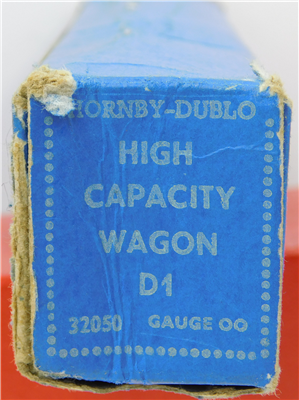 HORNBY-DUBLO
HIGH
CAPACITY
WAGON
D1
32050 GAUGE OO